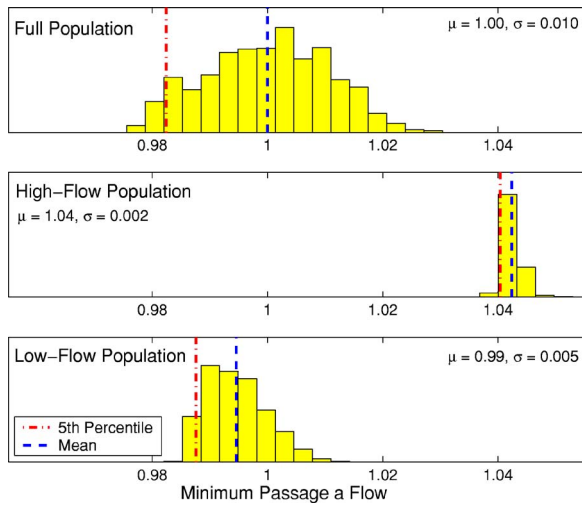 Full Population
μ = 1.00, σ = 0.010
0.98 1 1.02 1.04
High−Flow Population
μ = 1.04, σ = 0.002
0.98 1 1.02 1.04
Low−Flow Population
μ = 0.99, σ = 0.005
5th Percentile
Mean
0.98 1 1.02 1.04
Minimum Passage a Flow